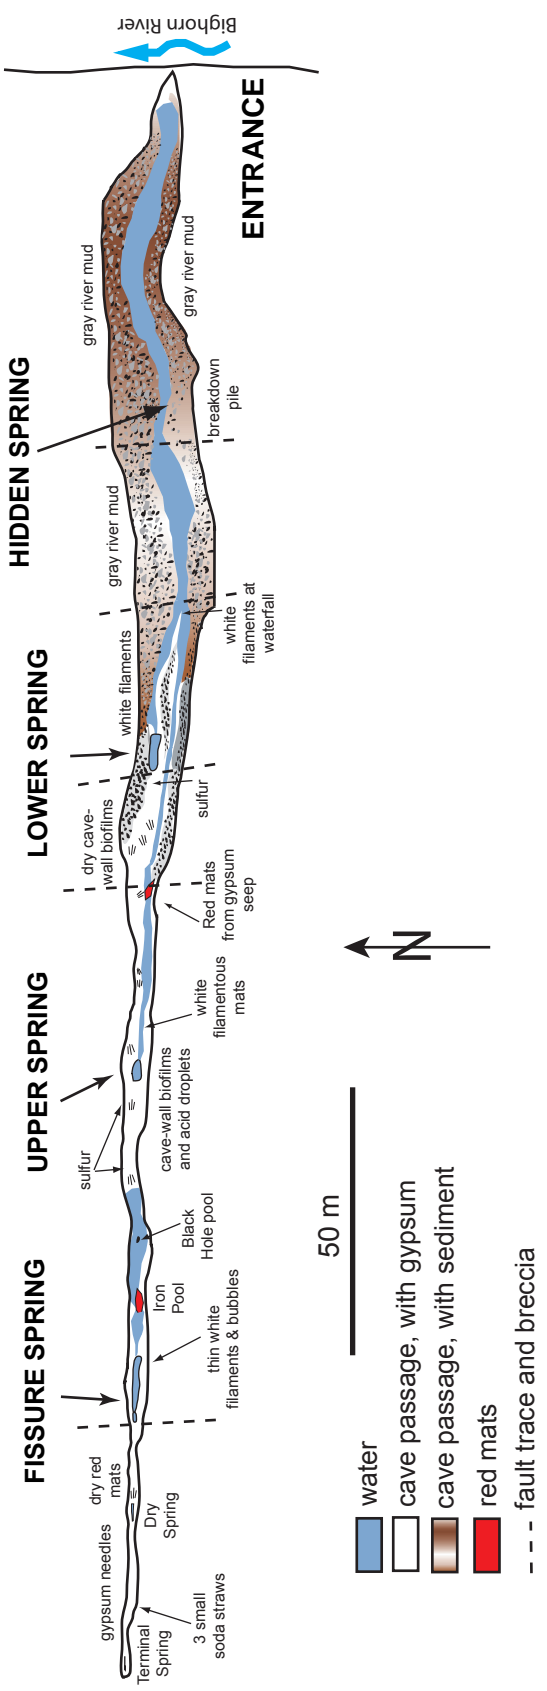 Bighorn River
ENTRANCE
gray river mud
gray river mud
HIDDEN SPRING
breakdown
pile
gray river mud
white
filaments at
waterfall
LOWER SPRING
white filaments
sulfur
dry cave-
wall biofilms
Red mats
from gypsum
seep
UPPER SPRING
white
filamentous
mats
cave-wall biofilms
and acid droplets
sulfur
Black
Hole pool
Iron
Pool
FISSURE SPRING
thin white
filaments & bubbles
dry red
mats
Dry
Spring
gypsum needles
3 small
soda straws
Terminal
Spring
N
50 m
water
cave passage, with gypsum
cave passage, with sediment
red mats
fault trace and breccia